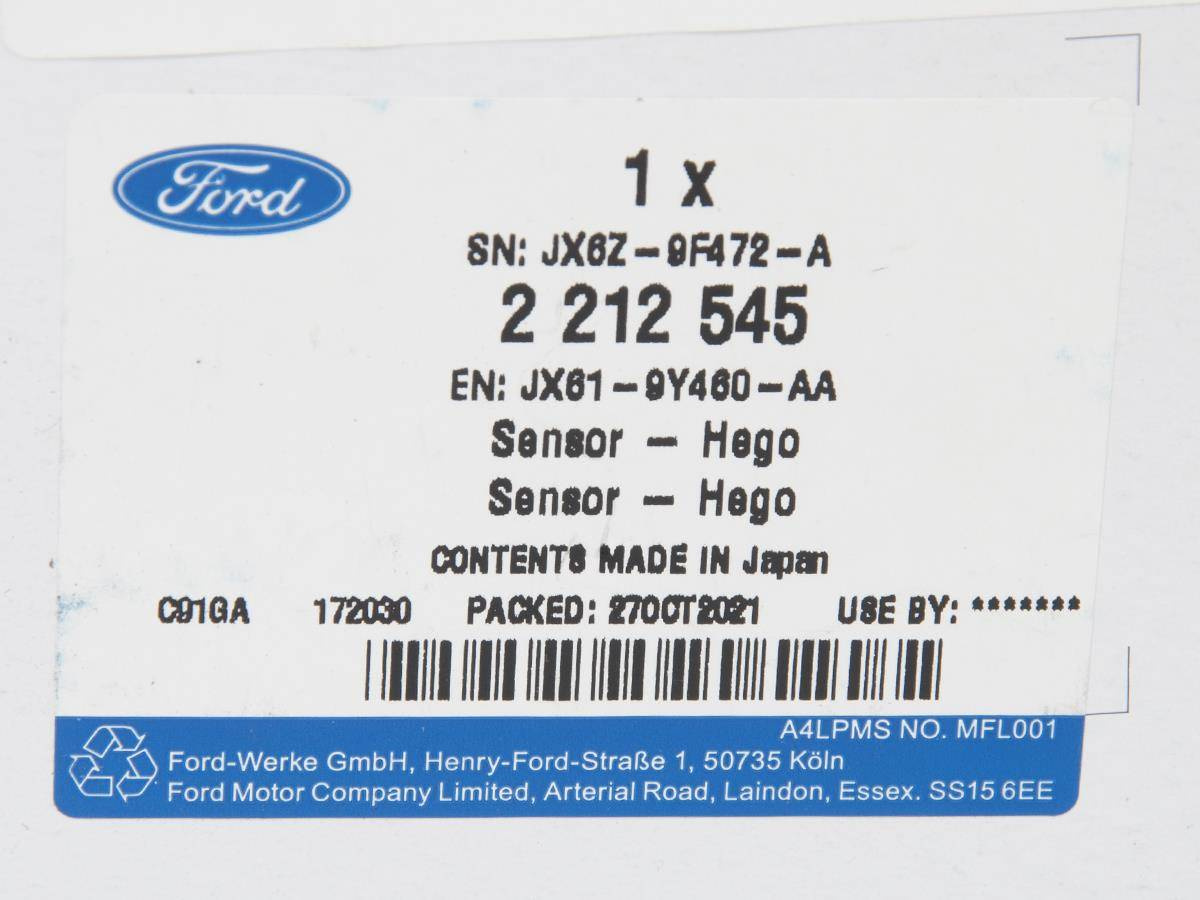 Ford
1 x
SN: JX6Z-9F472-A
2 212 545
EN: JX61-9Y460-AA
Sensor - Hego
Sensor - Hego
CONTENTS MADE IN Japan
C91GA 172030 PACKED: 27OCT2021 USE BY: *******
A4LPMS NO. MFL001
Ford-Werke GmbH, Henry-Ford-Straße 1, 50735 Köln
Ford Motor Company Limited, Arterial Road, Laindon, Essex. SS15 6EE